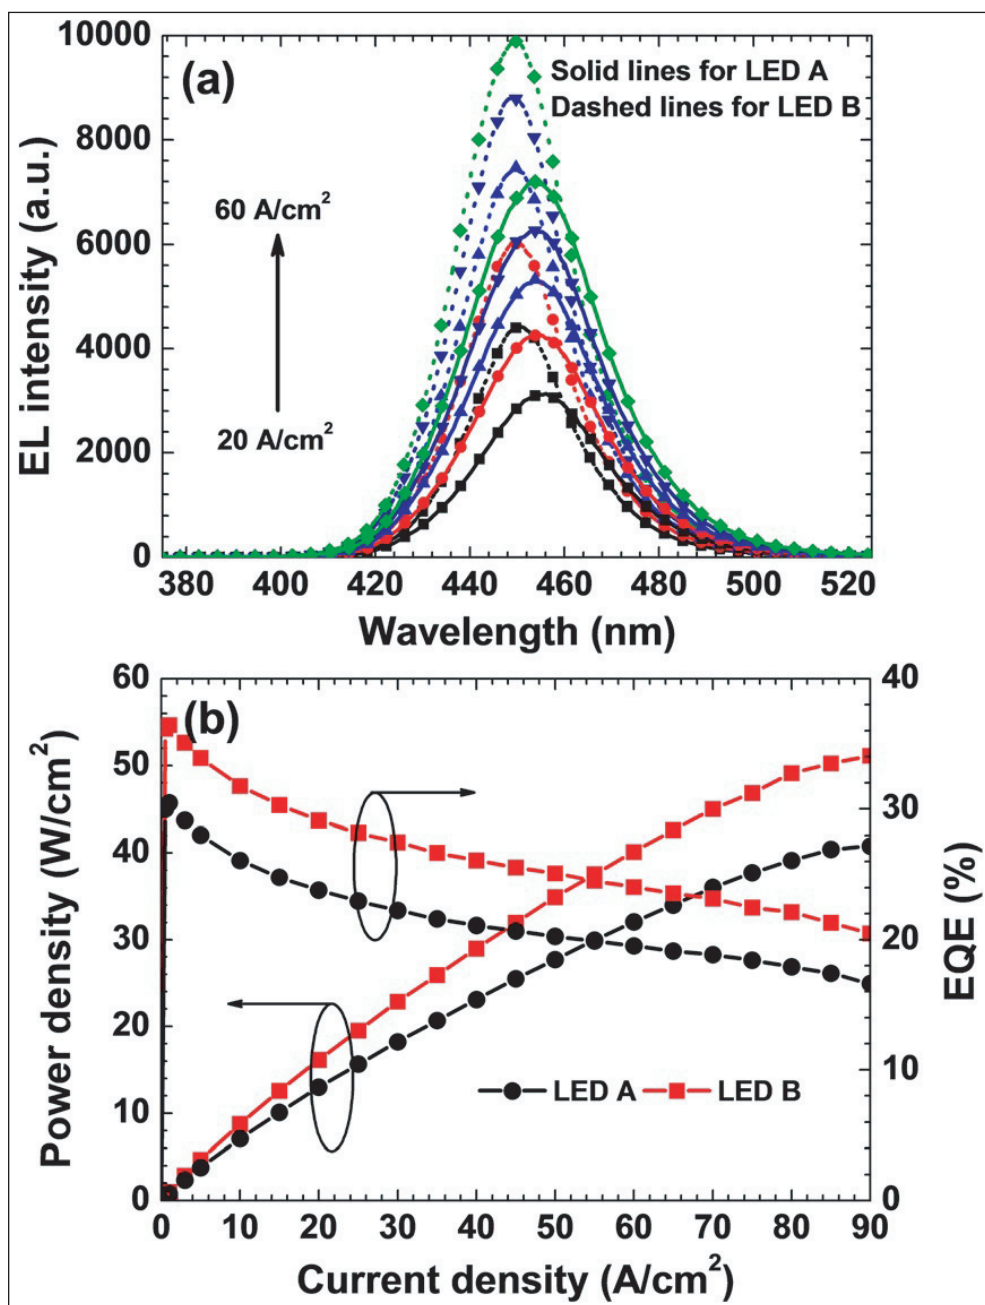 10000
8000
6000
4000
2000
0
EL intensity (a.u.)
(a)
Solid lines for LED A
Dashed lines for LED B
60 A/cm²
20 A/cm²
380 400 420 440 460 480 500 520
Wavelength (nm)
60
50
40
30
20
10
0
Power density (W/cm²)
(b)
40
30
20
10
0
EQE (%)
LED A LED B
0 10 20 30 40 50 60 70 80 90
Current density (A/cm²)